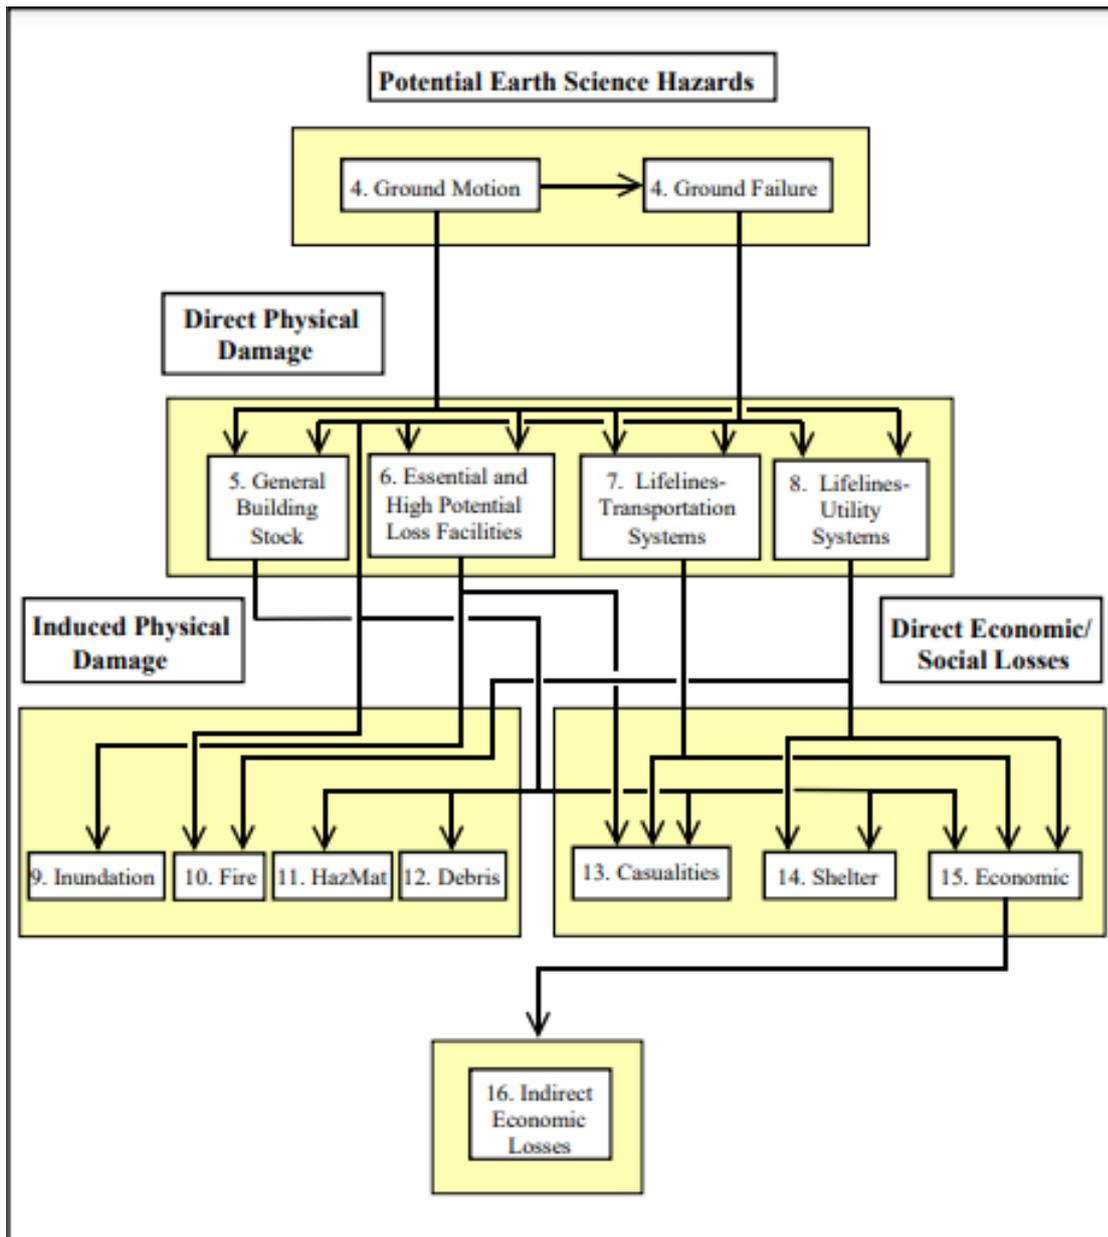 Potential Earth Science Hazards
4. Ground Motion
4. Ground Failure
Direct Physical
Damage
5. General
Building
Stock
6. Essential and
High Potential
Loss Facilities
7. Lifelines-
Transportation
Systems
8. Lifelines-
Utility
Systems
Induced Physical
Damage
Direct Economic/
Social Losses
9. Inundation
10. Fire
11. HazMat
12. Debris
13. Casualities
14. Shelter
15. Economic
16. Indirect
Economic
Losses